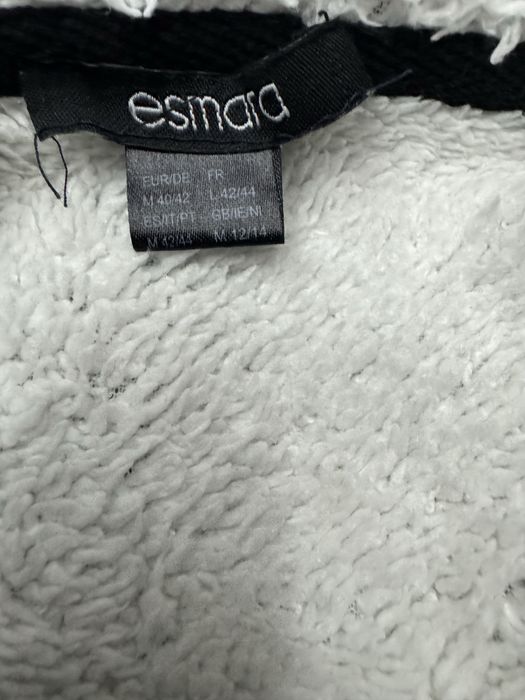 esmara
EUR/DE FR
M 40/42 L 42/44
ES/IT/PT GB/IE/NI
M 42/44 M 12/14